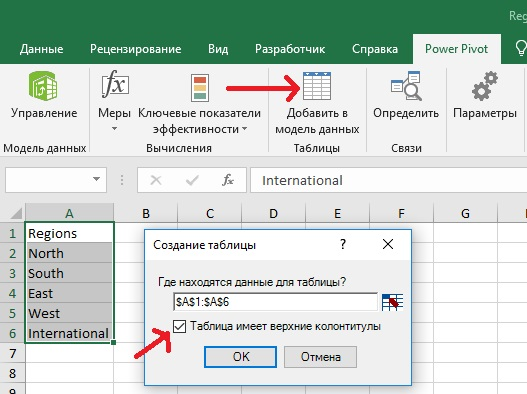 Reg
Данные Рецензирование Вид Разработчик Справка Power Pivot
Управление
Меры
Ключевые показатели эффективности
Добавить в модель данных
Определить
Параметры
Модель данных Вычисления Таблицы Связи
fx International
A B C D E F G
1 Regions
2 North
3 South
4 East
5 West
6 International
7
8
9
Создание таблицы ? ×
Где находятся данные для таблицы?
$A$1:$A$6
Таблица имеет верхние колонтитулы
OK Отмена